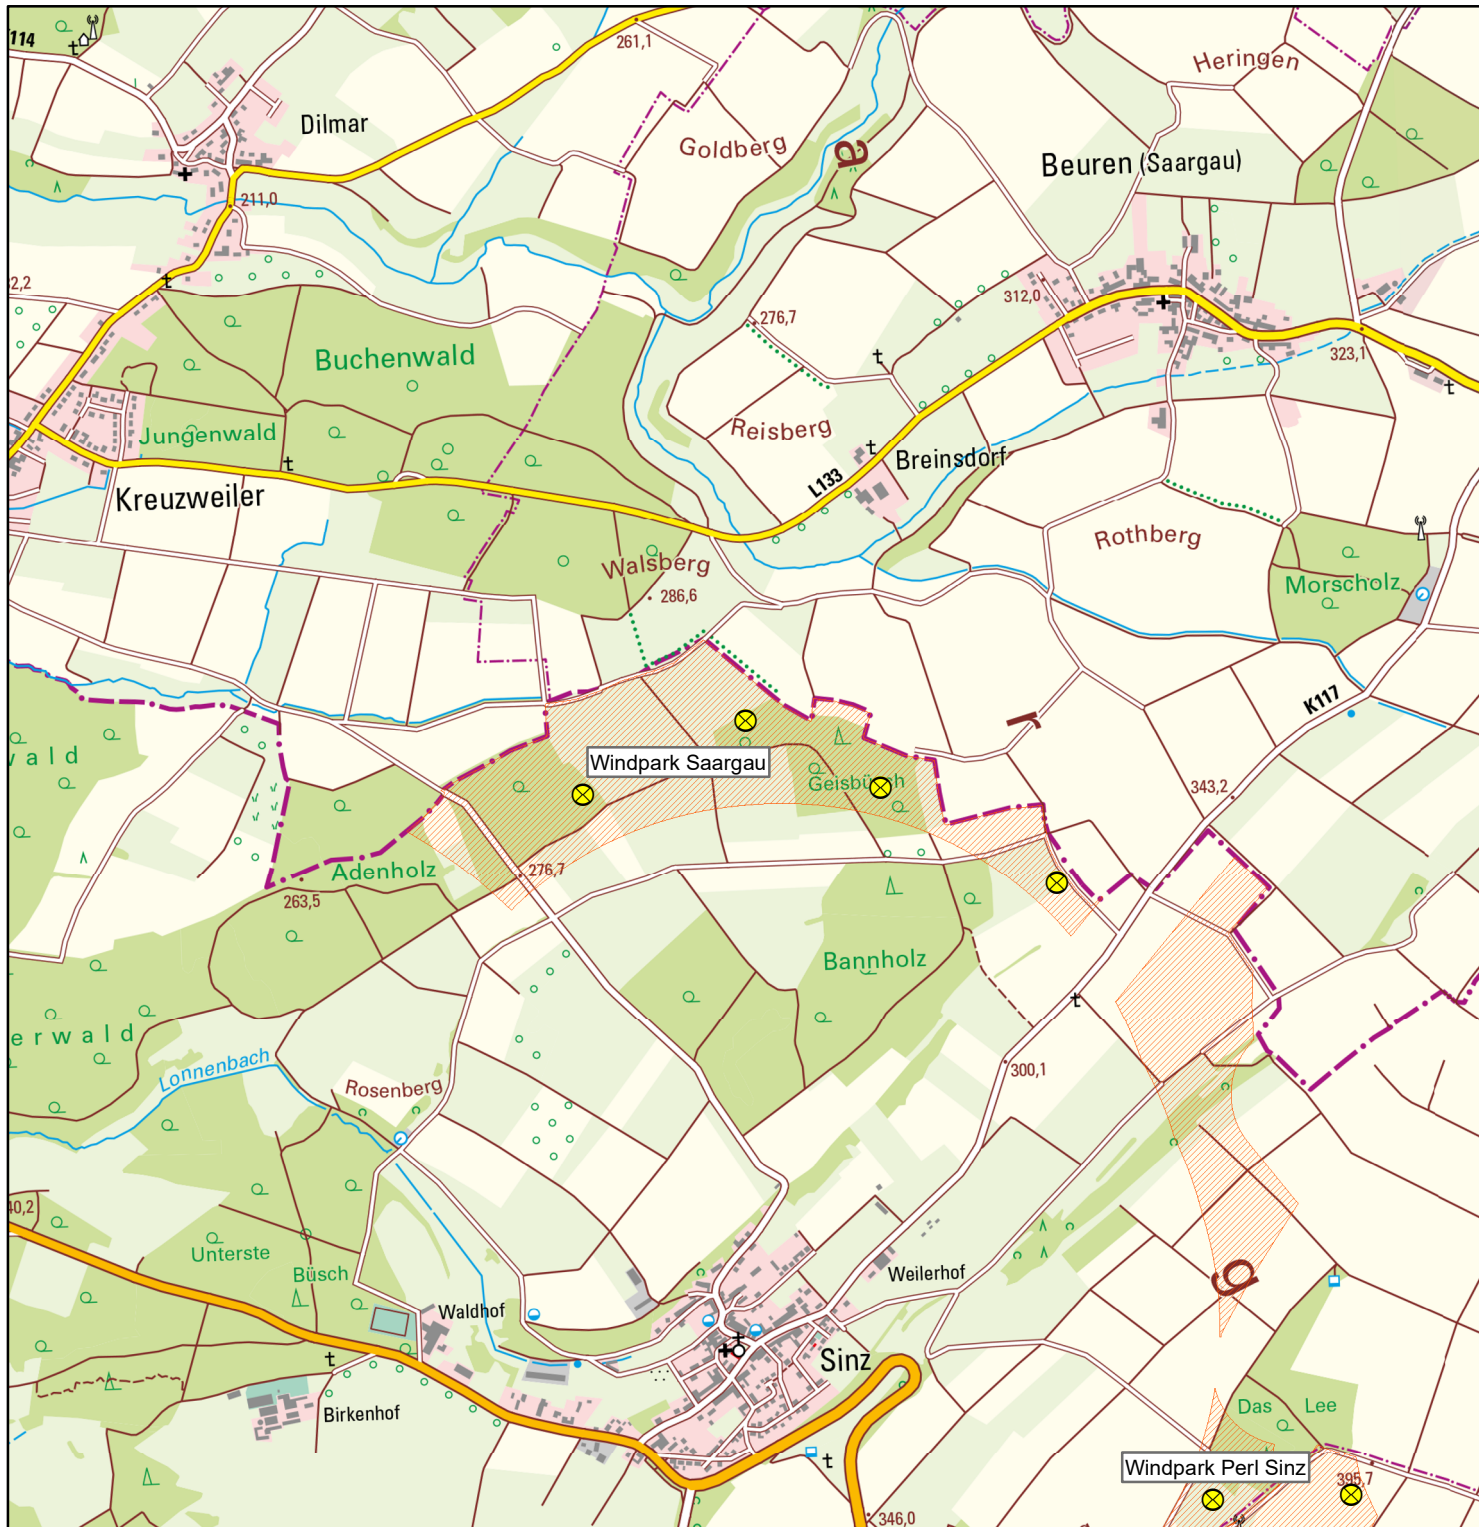 114
261,1
Heringen
Dilmar
Goldberg
a
Beuren (Saargau)
211,0
2,2
312,0
276,7
323,1
Buchenwald
Reisberg
Jungenwald
Breinsdorf
L133
Kreuzweiler
Rothberg
Walsberg
Morscholz
286,6
K117
r
wald
Windpark Saargau
Geisbüsch
343,2
Adenholz
276,7
263,5
Bannholz
erwald
Lonnenbach
Rosenberg
300,1
40,2
Unterste
Büsch
Weilerhof
g
Waldhof
Sinz
Birkenhof
Das Lee
Windpark Perl Sinz
395,7
346,0